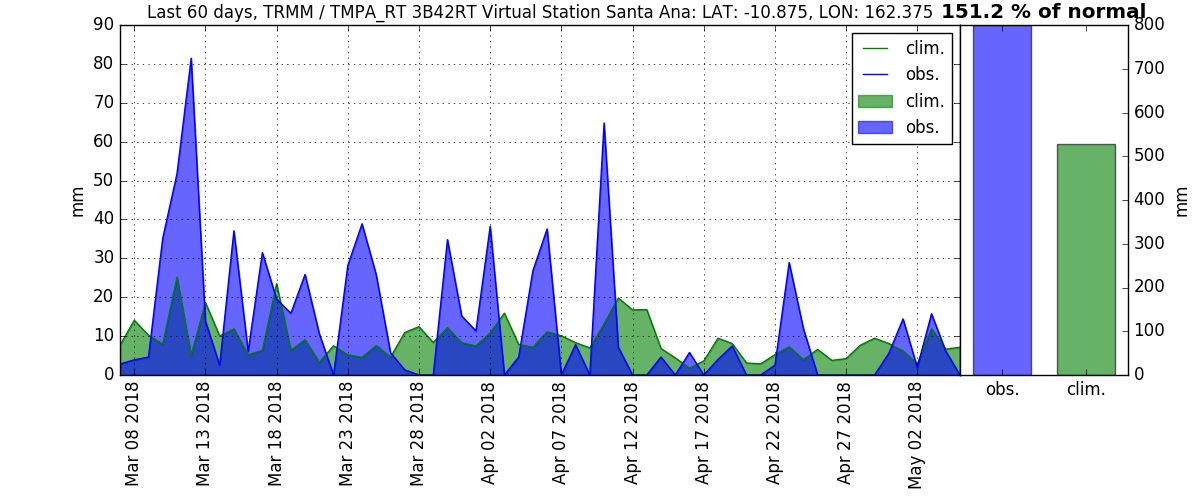 Last 60 days, TRMM / TMPA_RT 3B42RT Virtual Station Santa Ana: LAT: -10.875, LON: 162.375 151.2 % of normal
90
80
70
60
50
40
30
20
10
0
mm
clim.
obs.
clim.
obs.
800
700
600
500
400
300
200
100
0
mm
obs.
clim.
Mar 08 2018
Mar 13 2018
Mar 18 2018
Mar 23 2018
Mar 28 2018
Apr 02 2018
Apr 07 2018
Apr 12 2018
Apr 17 2018
Apr 22 2018
Apr 27 2018
May 02 2018